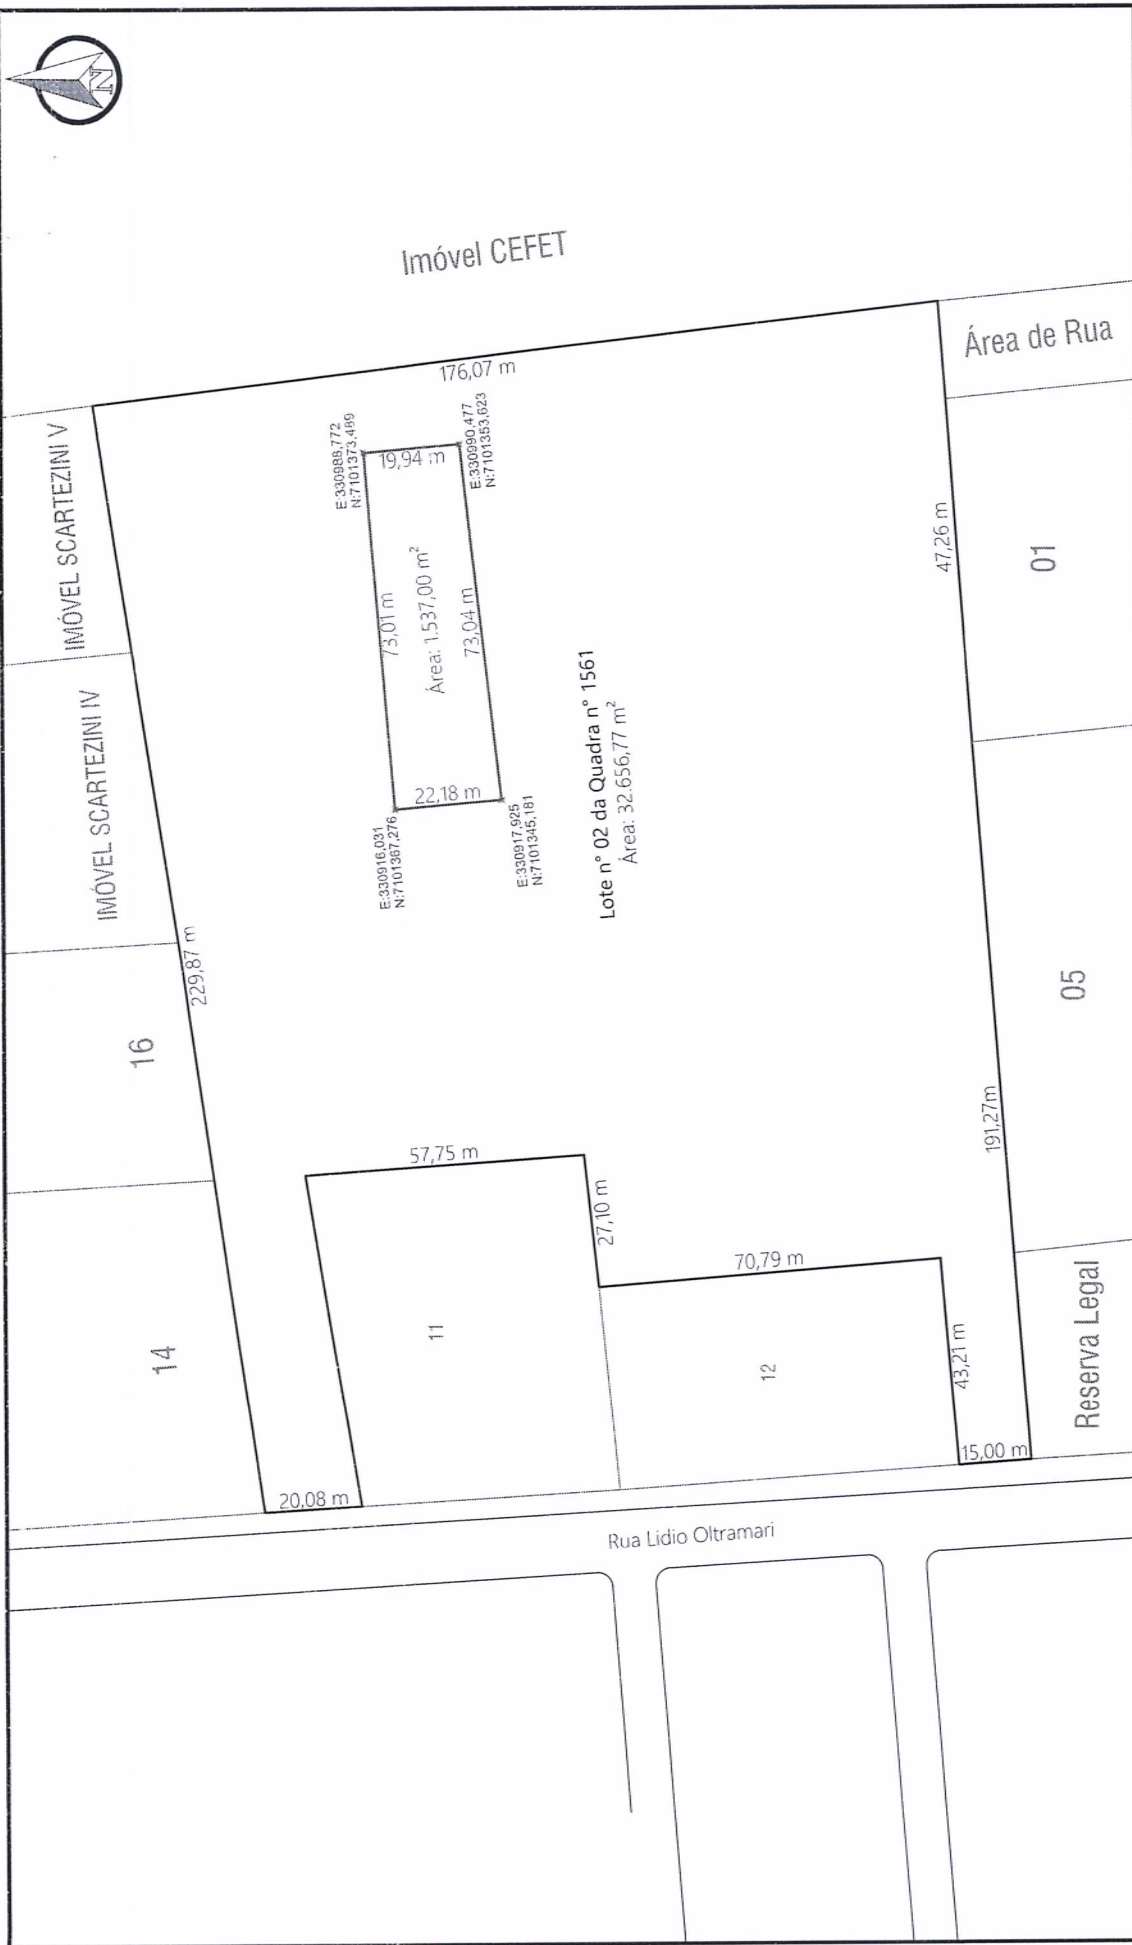 N
Imóvel CEFET
IMÓVEL SCARTEZINI V
IMÓVEL SCARTEZINI IV
16
14
229,87 m
176,07 m
Área de Rua
E:330988,772
N:7101373,489
19,94 m
E:330990,477
N:7101353,623
73,01 m
Área: 1.537,00 m²
73,04 m
22,18 m
E:330916,031
N:7101367,276
E:330917,925
N:7101345,181
Lote n° 02 da Quadra n° 1561
Área: 32.656,77 m²
47,26 m
01
05
191,27m
57,75 m
27,10 m
70,79 m
11
12
43,21 m
15,00 m
20,08 m
Reserva Legal
Rua Lidio Oltramari